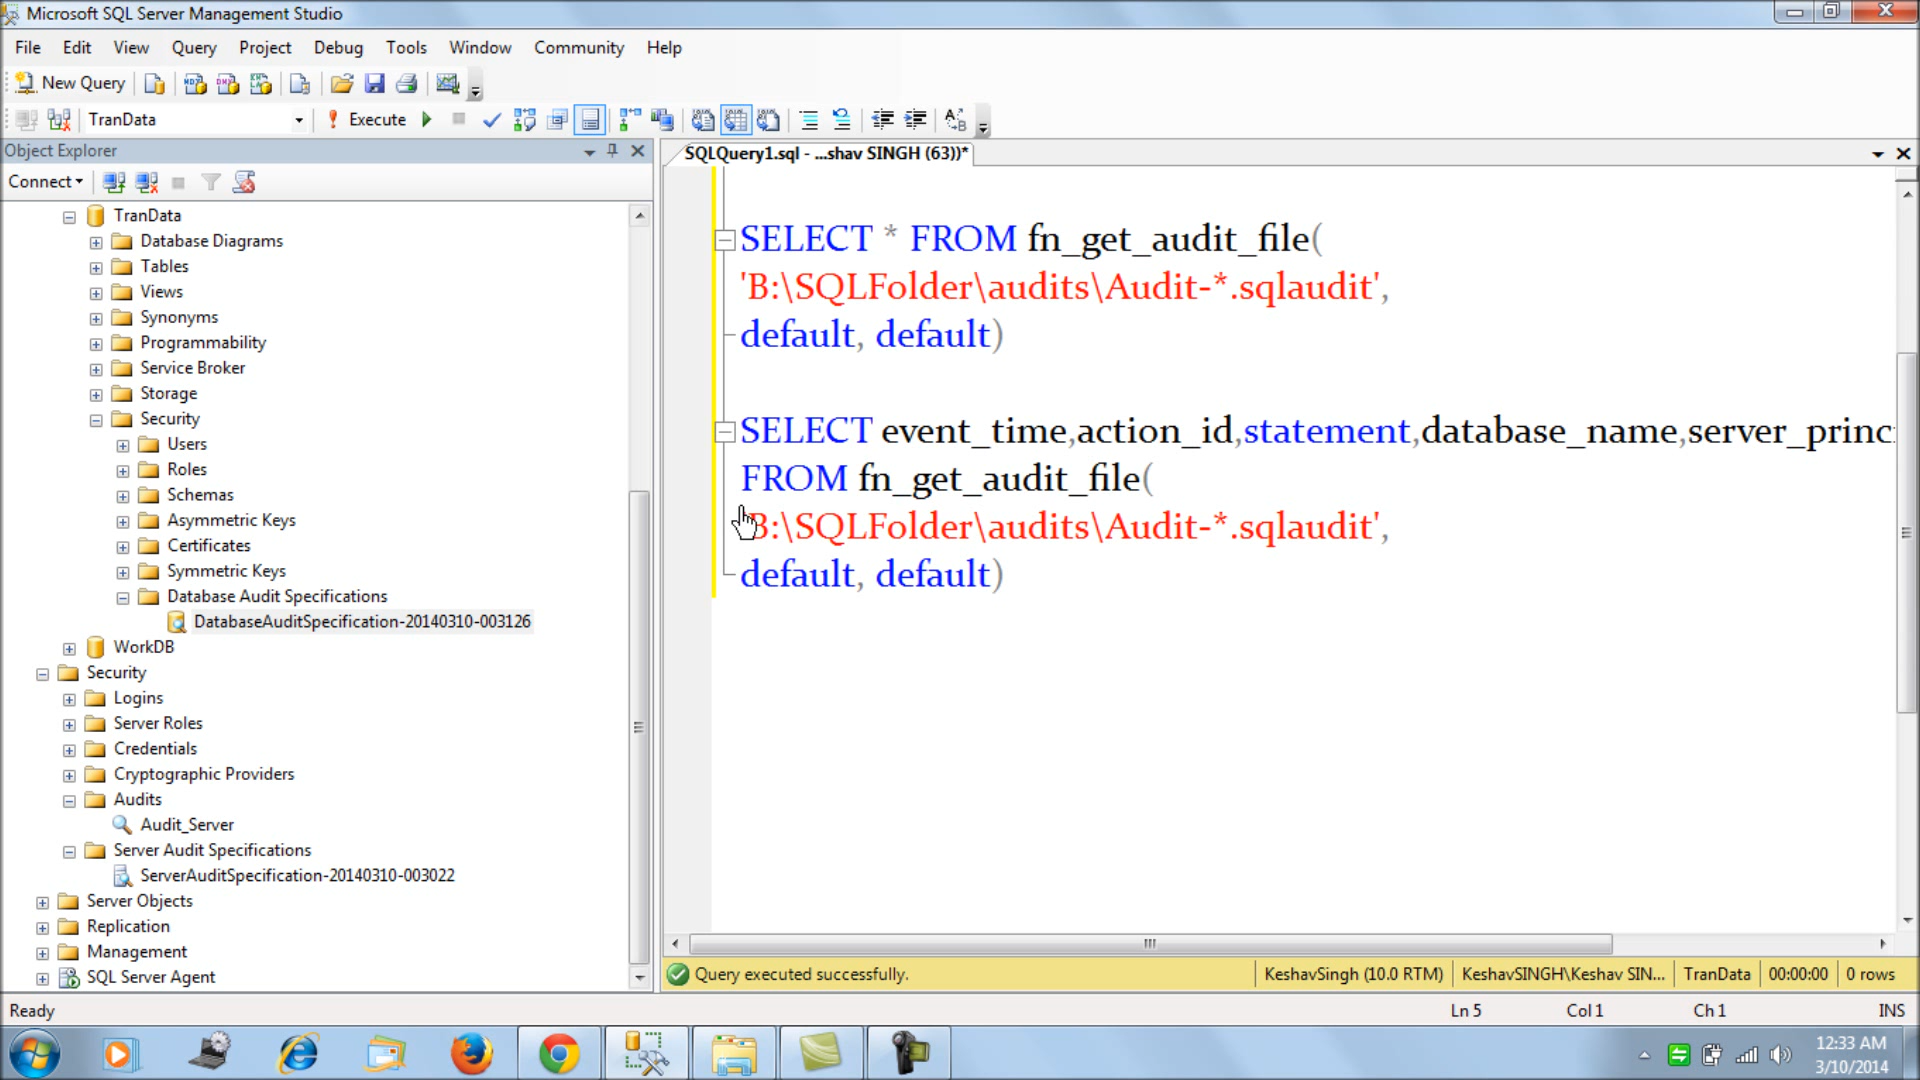 Microsoft SQL Server Management Studio
File Edit View Query Project Debug Tools Window Community Help
New Query
TranData Execute
Object Explorer
SQLQuery1.sql - ...shav SINGH (63))*
Connect
TranData
Database Diagrams
Tables
Views
Synonyms
Programmability
Service Broker
Storage
Security
Users
Roles
Schemas
Asymmetric Keys
Certificates
Symmetric Keys
Database Audit Specifications
DatabaseAuditSpecification-20140310-003126
WorkDB
Security
Logins
Server Roles
Credentials
Cryptographic Providers
Audits
Audit_Server
Server Audit Specifications
ServerAuditSpecification-20140310-003022
Server Objects
Replication
Management
SQL Server Agent
SELECT * FROM fn_get_audit_file(
'B:\SQLFolder\audits\Audit-*.sqlaudit',
default, default)
SELECT event_time,action_id,statement,database_name,server_princi
FROM fn_get_audit_file(
B:\SQLFolder\audits\Audit-*.sqlaudit',
default, default)
Query executed successfully. KeshavSingh (10.0 RTM) KeshavSINGH\Keshav SIN... TranData 00:00:00 0 rows
Ready Ln 5 Col 1 Ch 1 INS
12:33 AM
3/10/2014